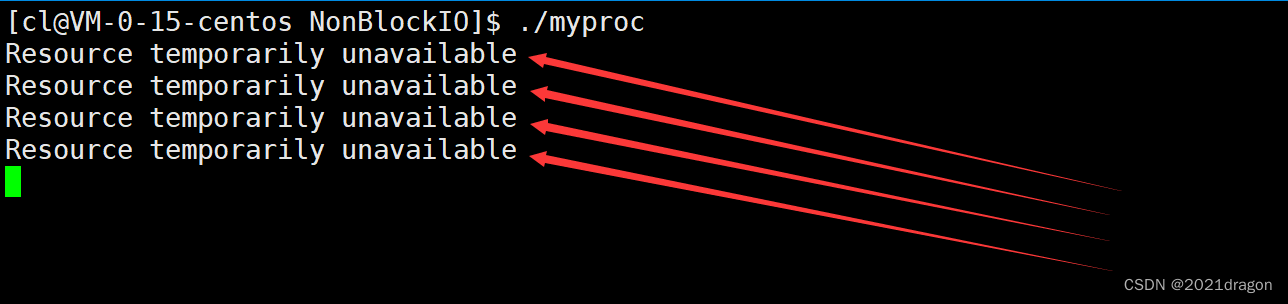 [cl@VM-0-15-centos NonBlockIO]$ ./myproc
Resource temporarily unavailable
Resource temporarily unavailable
Resource temporarily unavailable
Resource temporarily unavailable
CSDN @2021dragon